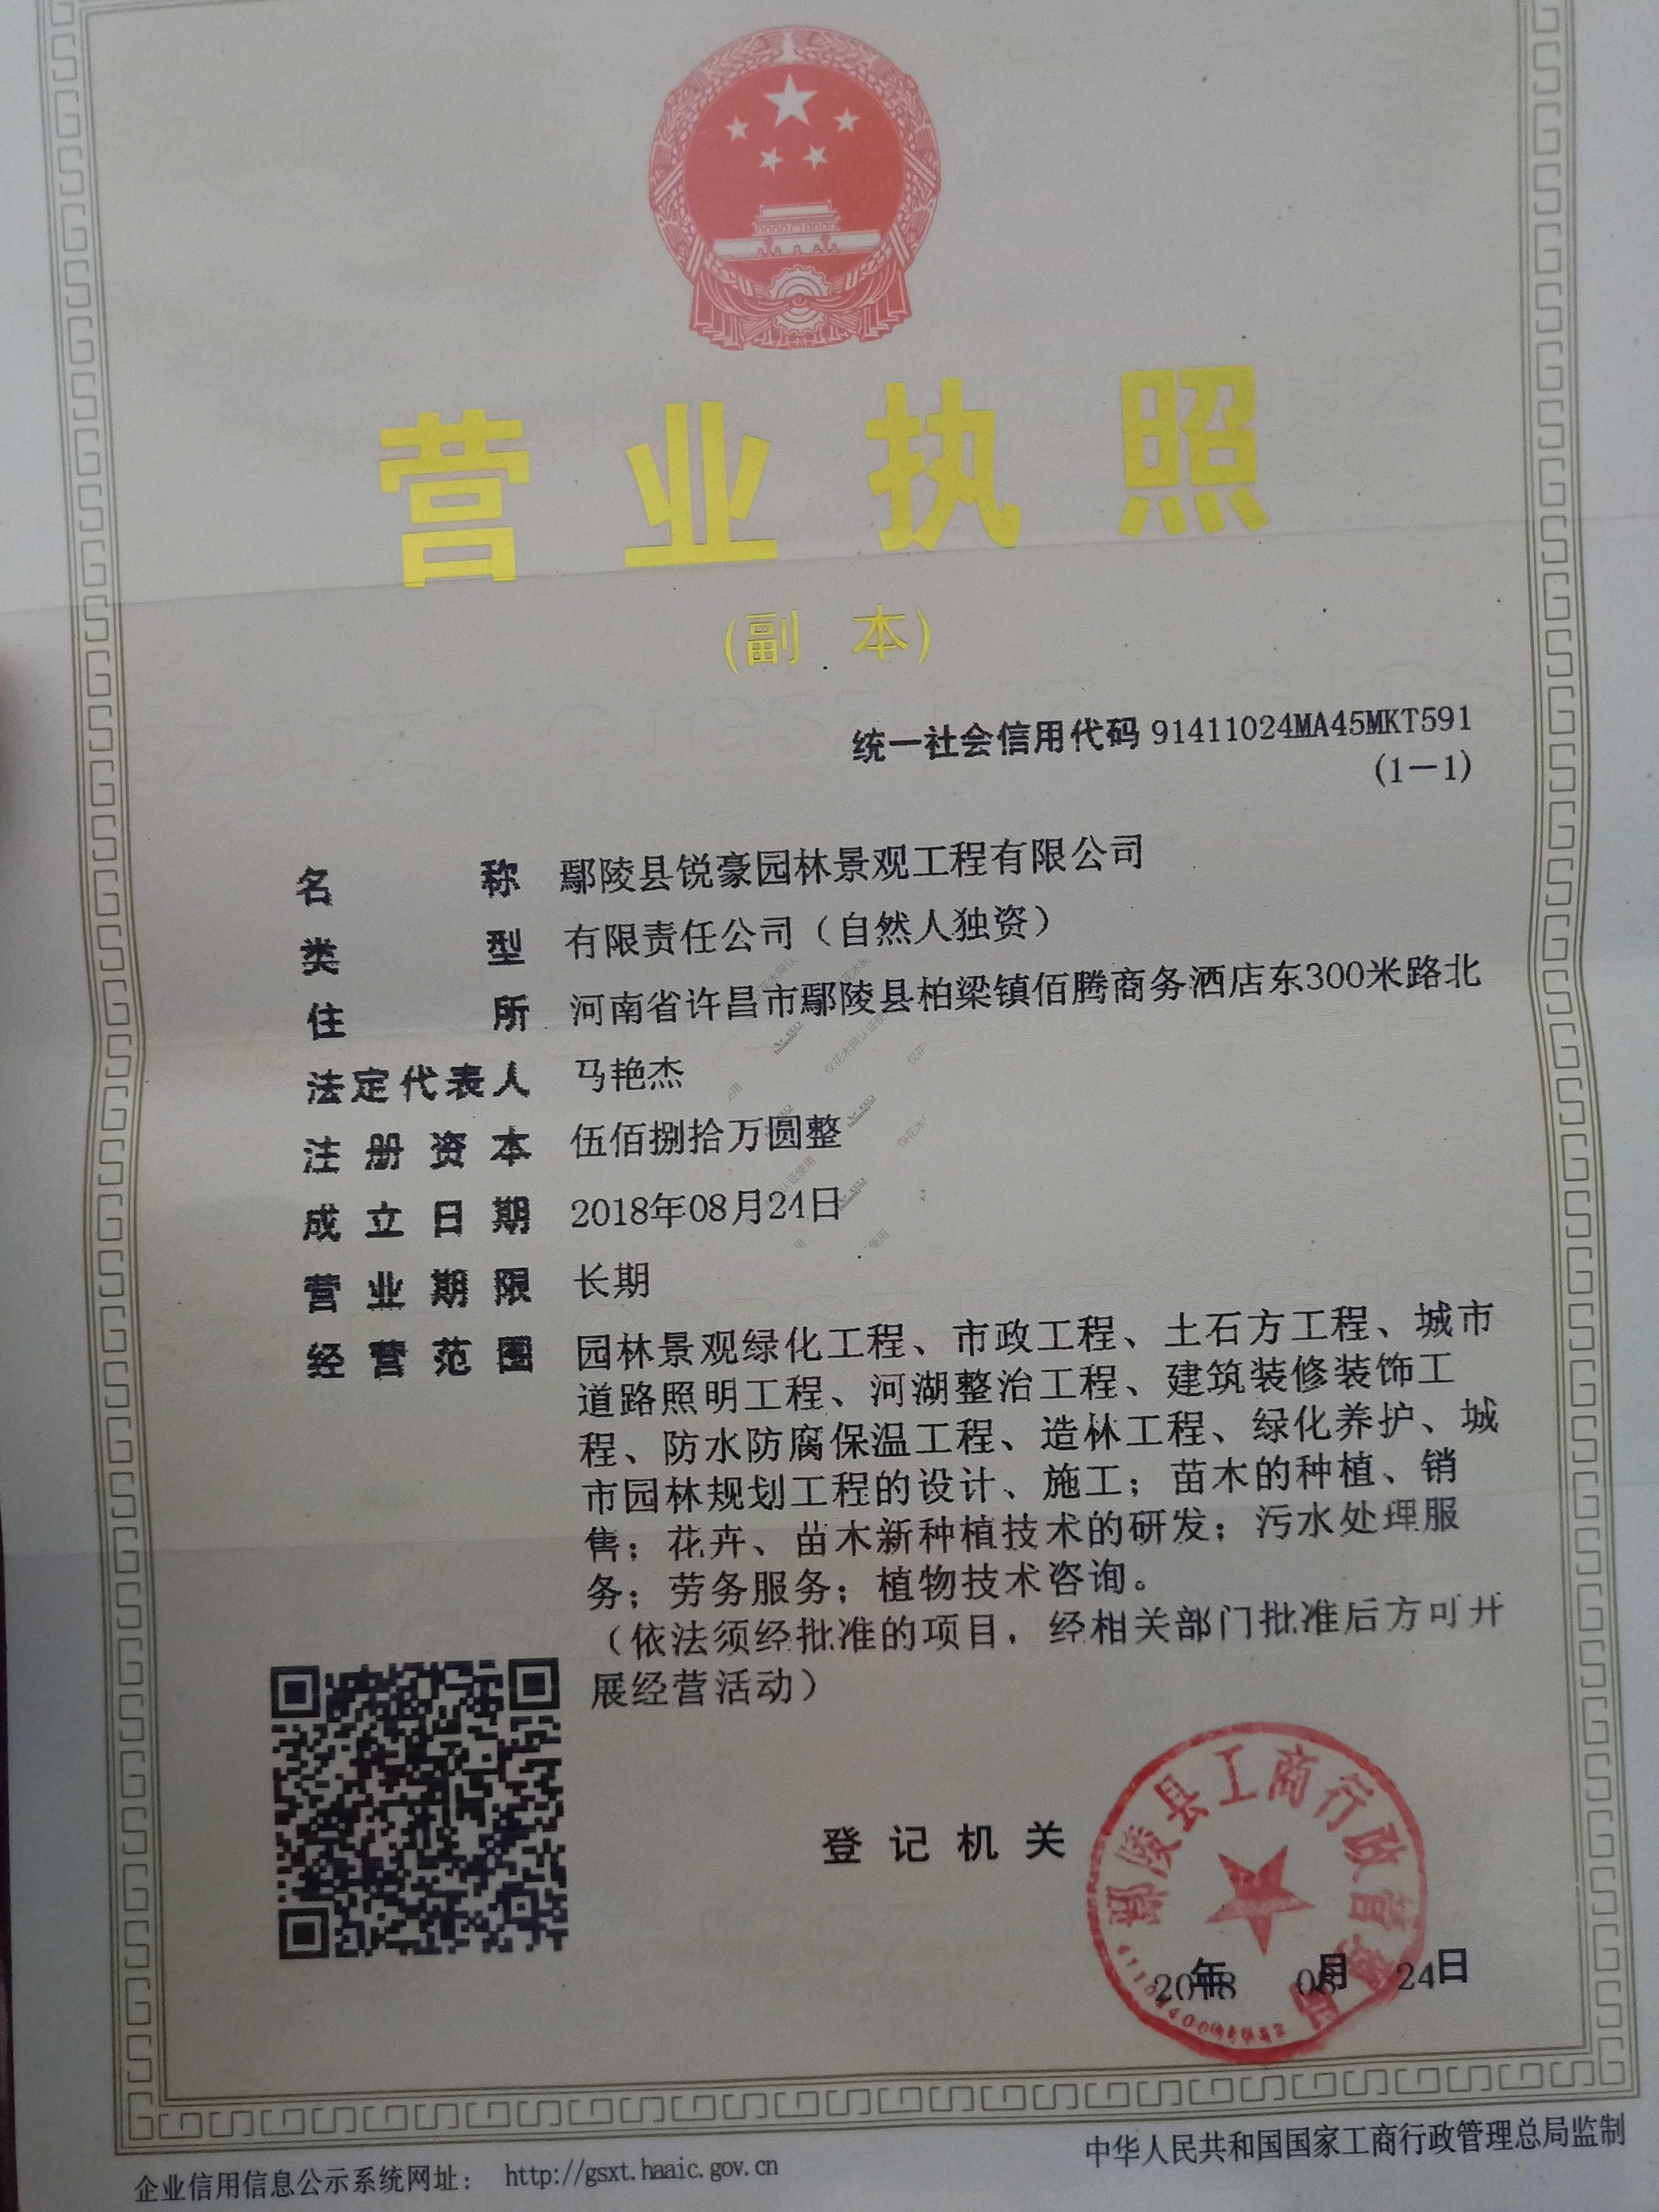 营业执照
(副 本)
统一社会信用代码 91411024MA45MKT591
(1—1)
名 称 鄢陵县锐豪园林景观工程有限公司
类 型 有限责任公司（自然人独资）
住 所 河南省许昌市鄢陵县柏梁镇佰腾商务酒店东300米路北
法定代表人 马艳杰
注册资本 伍佰捌拾万圆整
成立日期 2018年08月24日
营业期限 长期
经营范围 园林景观绿化工程、市政工程、土石方工程、城市
道路照明工程、河湖整治工程、建筑装修装饰工
程、防水防腐保温工程、造林工程、绿化养护、城
市园林规划工程的设计、施工；苗木的种植、销
售；花卉、苗木新种植技术的研发；污水处理服
务；劳务服务；植物技术咨询。
（依法须经批准的项目，经相关部门批准后方可开
展经营活动）
登记机关
鄢陵县工商行政管理局
2018年 08月 24日
企业信用信息公示系统网址： http://gsxt.haaic.gov.cn
中华人民共和国国家工商行政管理总局监制